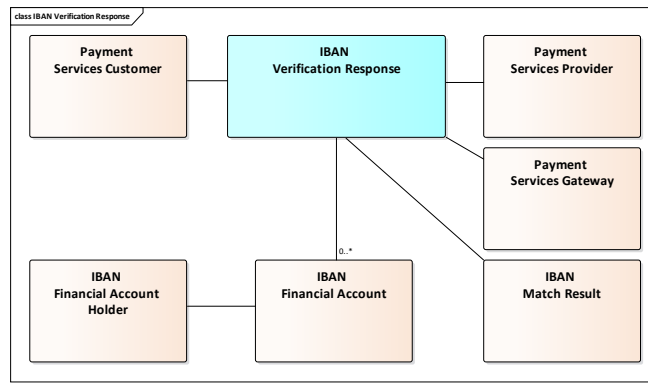 class IBAN Verification Response
Payment
Services Customer
IBAN
Verification Response
Payment
Services Provider
Payment
Services Gateway
0..*
IBAN
Financial Account
Holder
IBAN
Financial Account
IBAN
Match Result